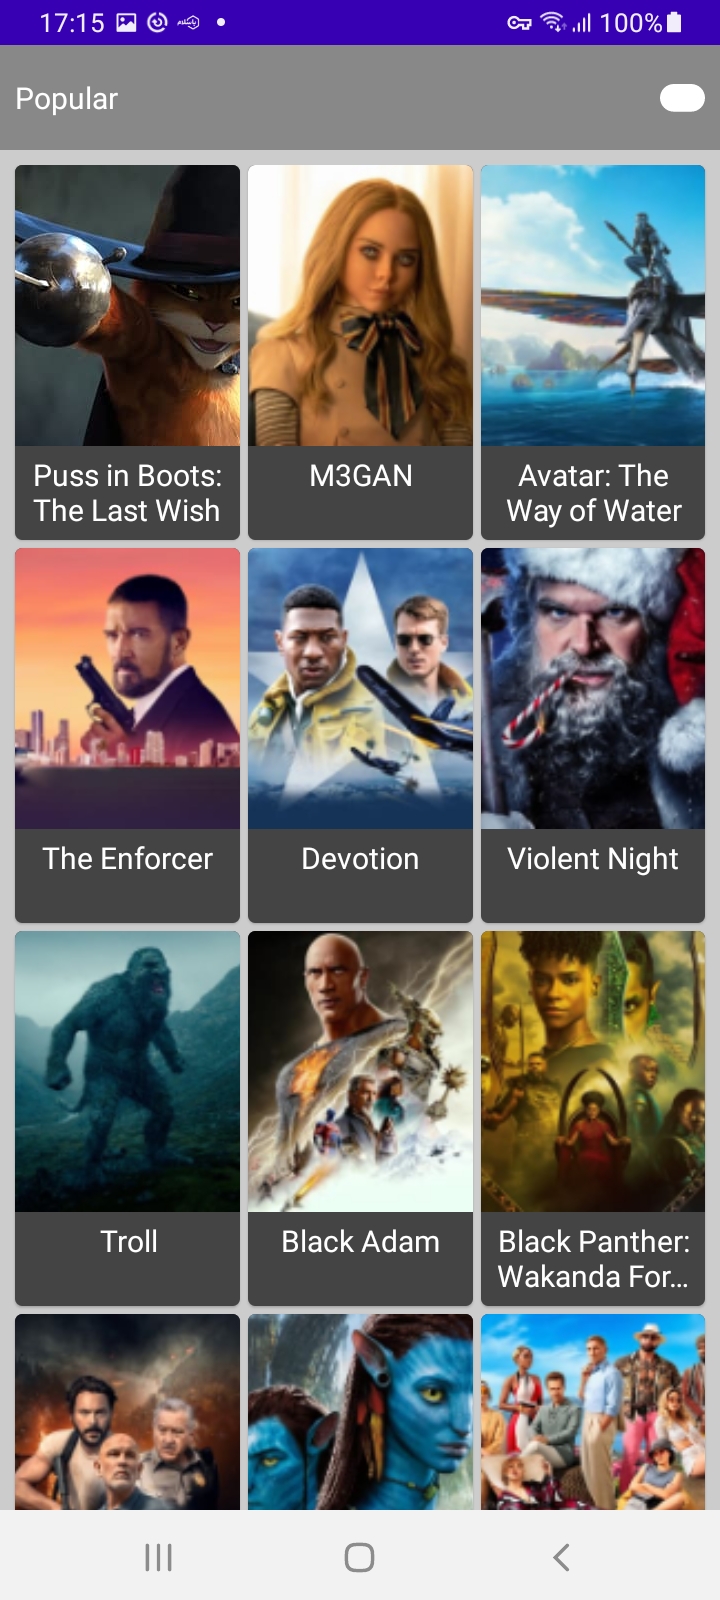 17:15
100%
Popular
Puss in Boots:
The Last Wish
M3GAN
Avatar: The
Way of Water
The Enforcer
Devotion
Violent Night
Troll
Black Adam
Black Panther:
Wakanda For…